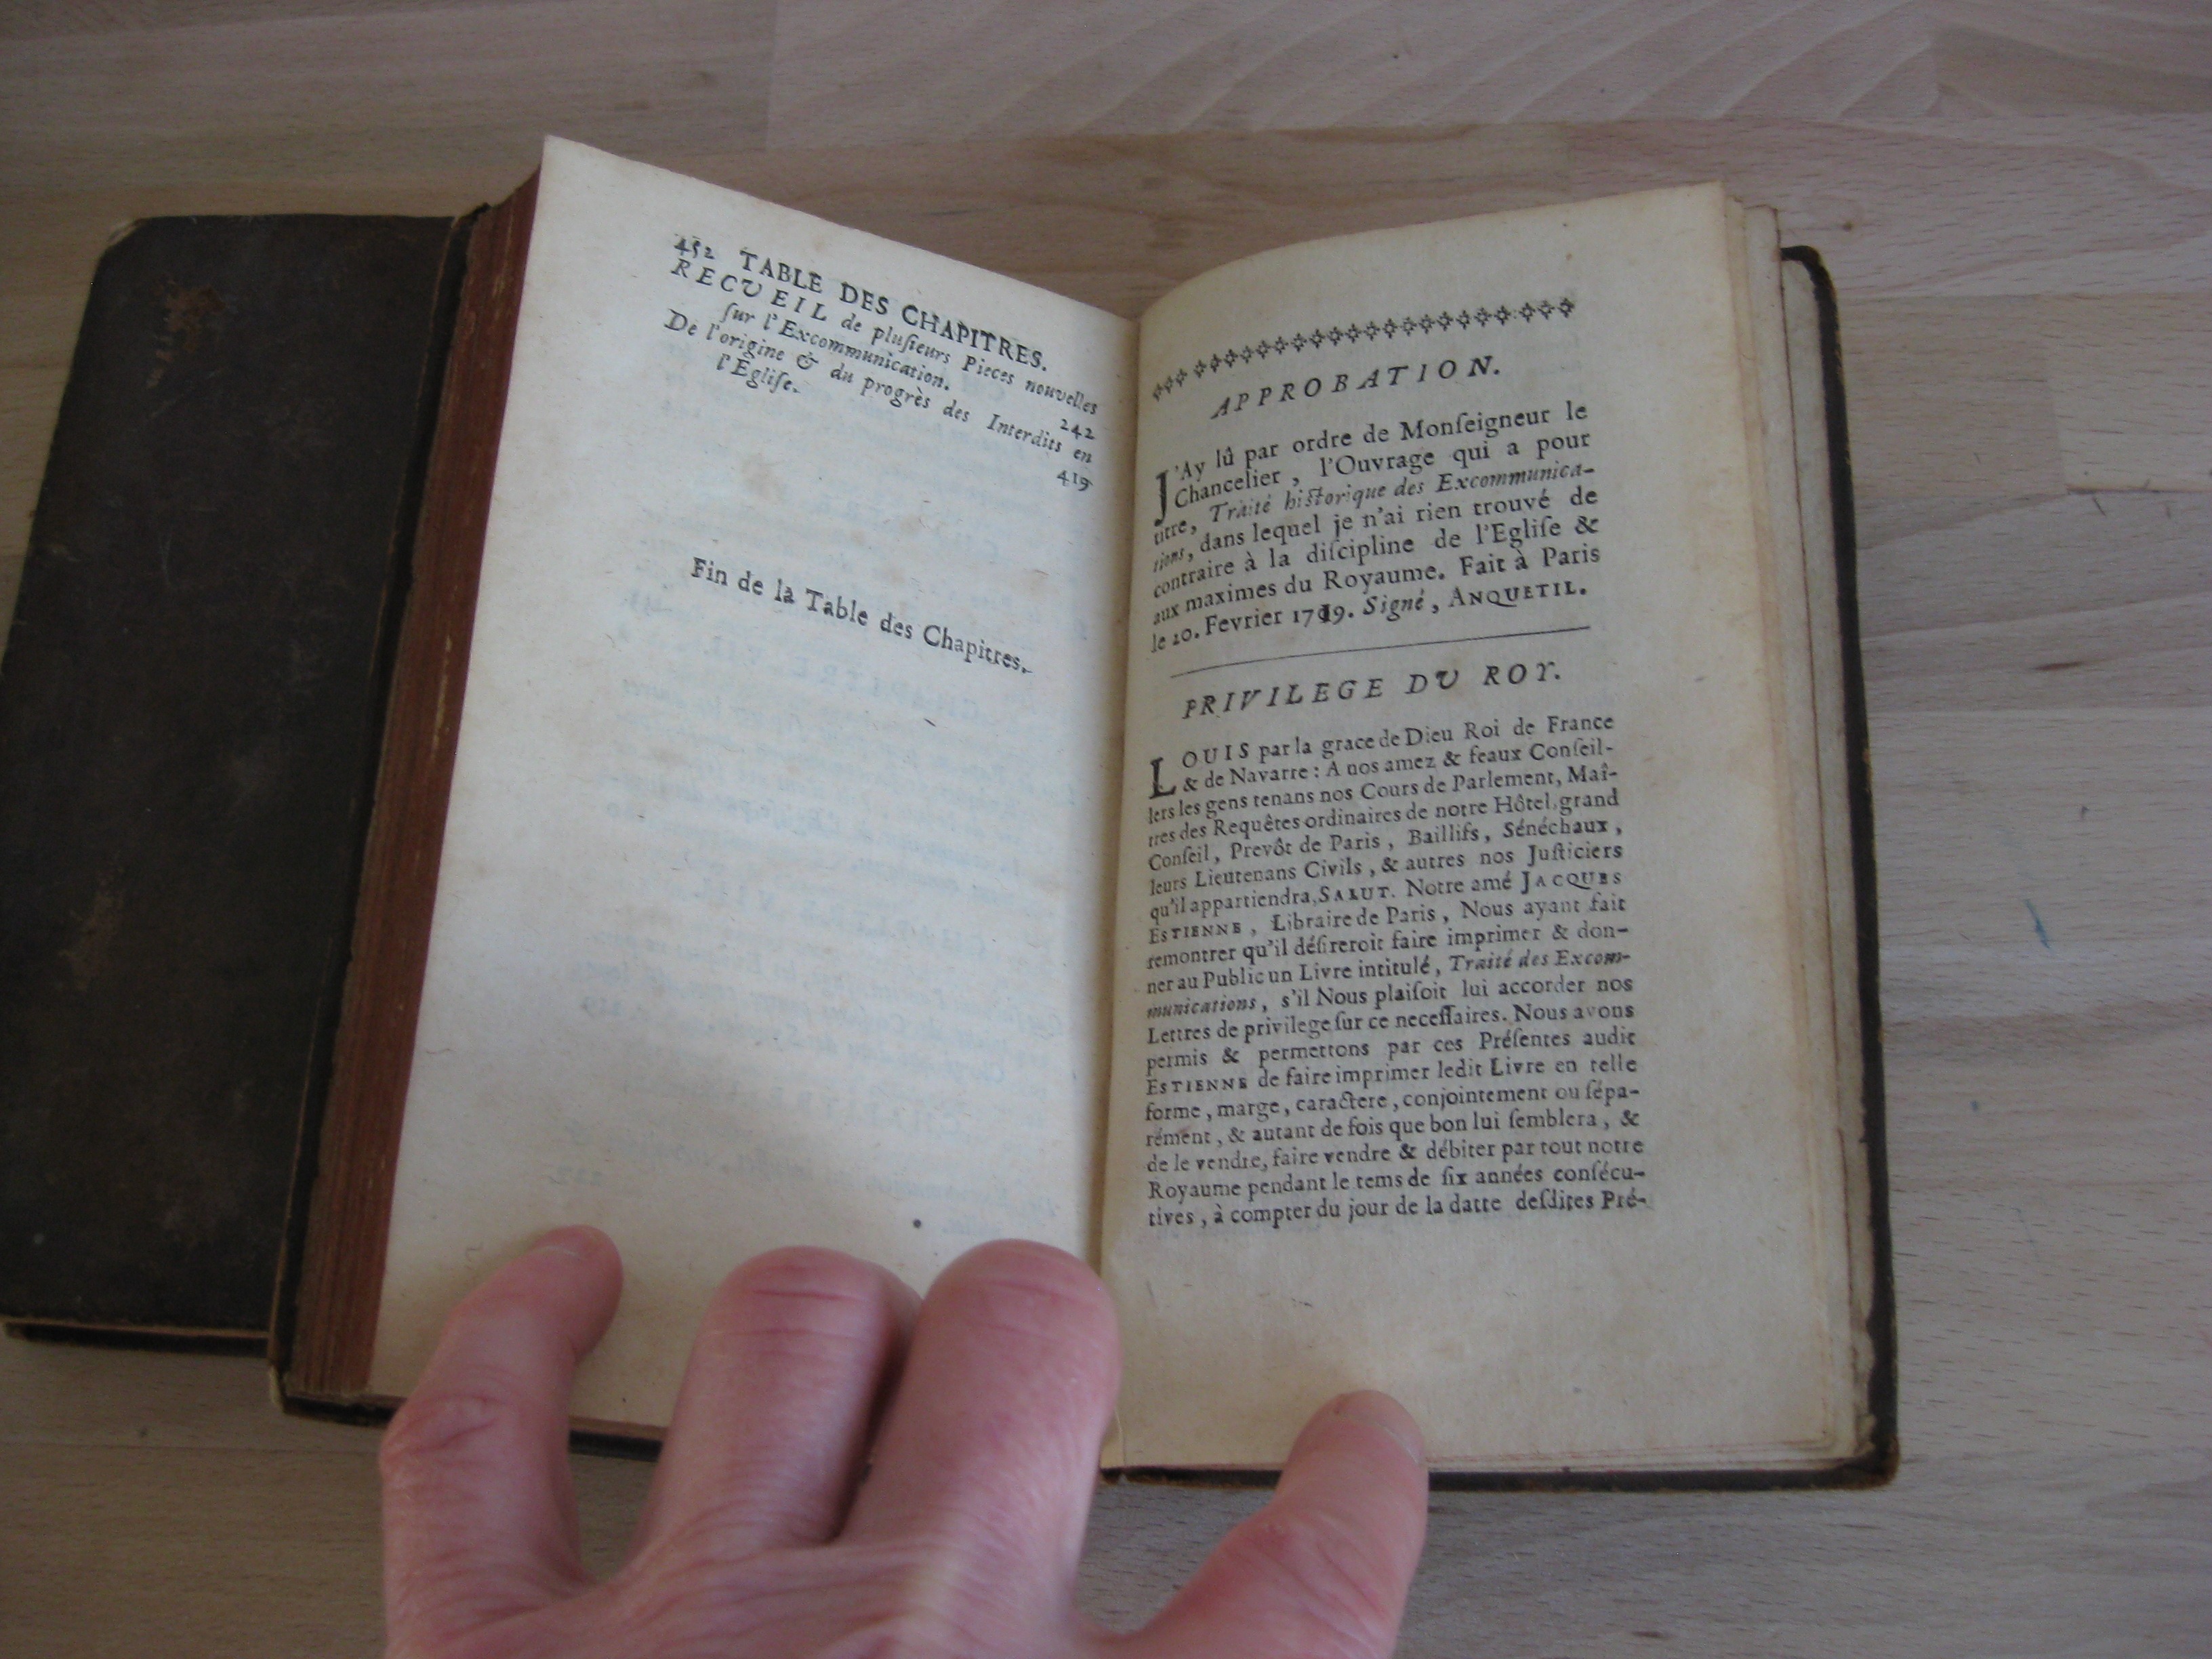 452 TABLE DES CHAPITRES.
RECUEIL de pluſieurs Pieces nouvelles
ſur l'Excommunication. 242
De l'origine & du progrès des Interdits en
l'Egliſe. 419
Fin de la Table des Chapitres.
APPROBATION.
J'Ay lû par ordre de Monſeigneur le
Chancelier, l'Ouvrage qui a pour
titre, Traité hiſtorique des Excommunica-
tions, dans lequel je n'ai rien trouvé de
contraire à la diſcipline de l'Egliſe &
aux maximes du Royaume. Fait à Paris
le 20. Fevrier Signé, ANQUETIL.
PRIVILEGE DU ROY.
LOUIS par la grace de Dieu Roi de France
& de Navarre : A nos amez & feaux Conſeil-
lers les gens tenans nos Cours de Parlement, Maî-
tres des Requêtes ordinaires de notre Hôtel, grand
Conſeil, Prevôt de Paris, Baillifs, Sénéchaux,
leurs Lieutenans Civils, & autres nos Juſticiers
qu'il appartiendra, SALUT. Notre amé JACQUES
ESTIENNE, Libraire de Paris, Nous ayant fait
remontrer qu'il déſireroit faire imprimer & don-
ner au Public un Livre intitulé, Traité des Excom-
munications, s'il Nous plaiſoit lui accorder nos
Lettres de privilege ſur ce neceſſaires. Nous avons
permis & permettons par ces Préſentes audit
ESTIENNE de faire imprimer ledit Livre en telle
forme, marge, caractere, conjointement ou ſépa-
rément, & autant de fois que bon lui ſemblera, &
de le vendre, faire vendre & débiter par tout notre
Royaume pendant le tems de ſix années conſécu-
tives, à compter du jour de la datte deſdites Pré-